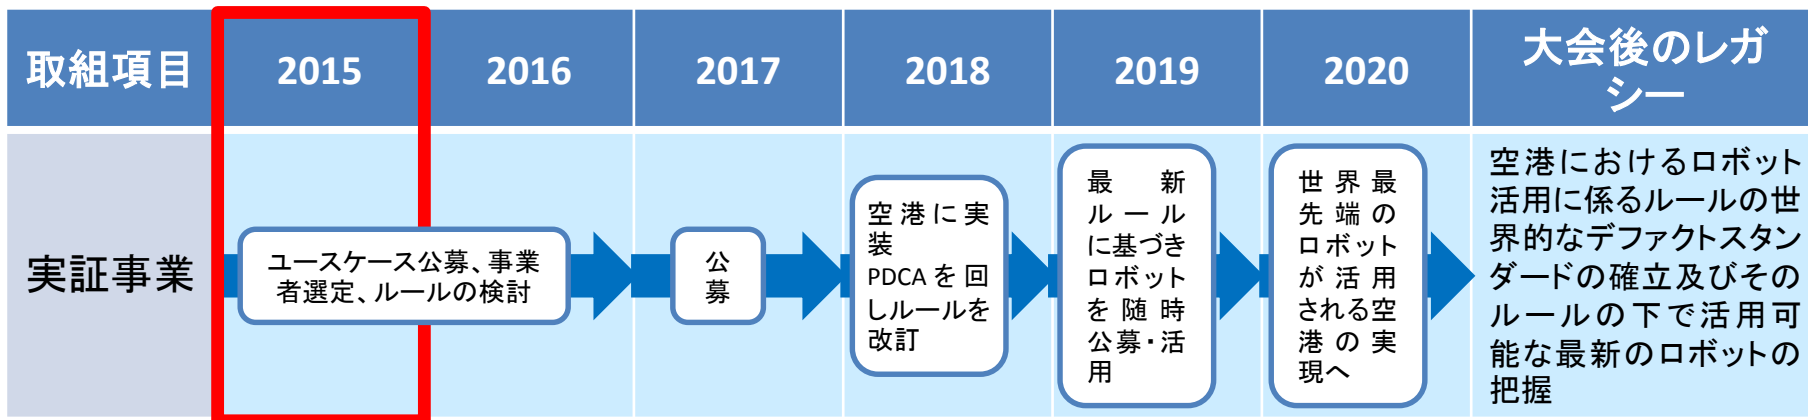 取組項目
2015
2016
2017
2018
2019
2020
大会後のレガ
シー
実証事業
ユースケース公募、事業
者選定、ルールの検討
公
募
空港に実
装
PDCAを回
しルールを
改訂
最新
ルール
に基づき
ロボット
を随時
公募・活
用
世界最
先端の
ロボット
が活用
される空
港の実
現へ
空港におけるロボット
活用に係るルールの世
界的なデファクトスタン
ダードの確立及びその
ルールの下で活用可
能な最新のロボットの
把握